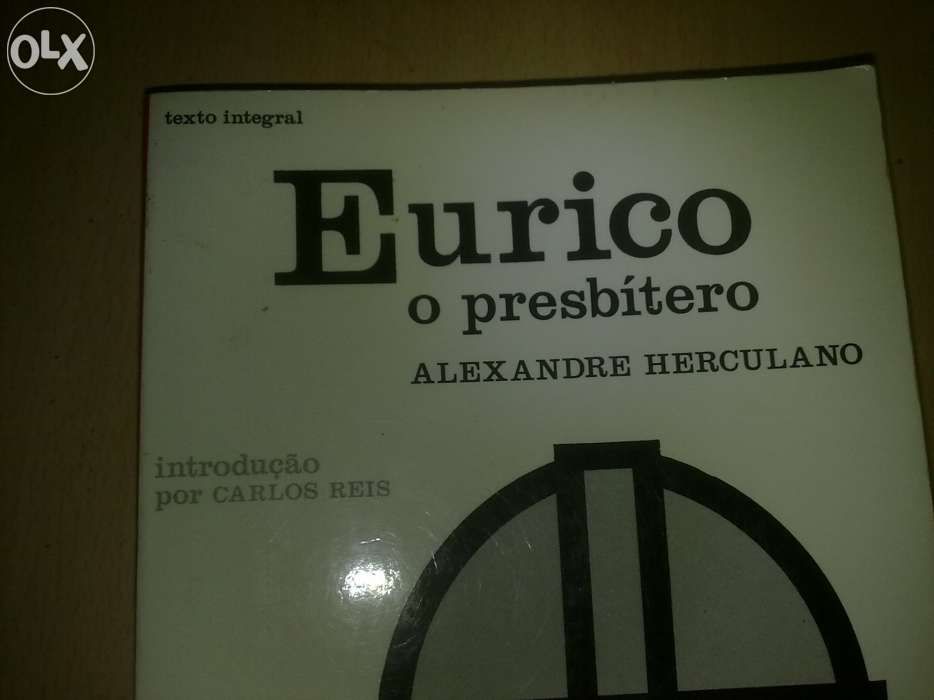 OLX
texto integral
Eurico
o presbítero
ALEXANDRE HERCULANO
introdução
por CARLOS REIS